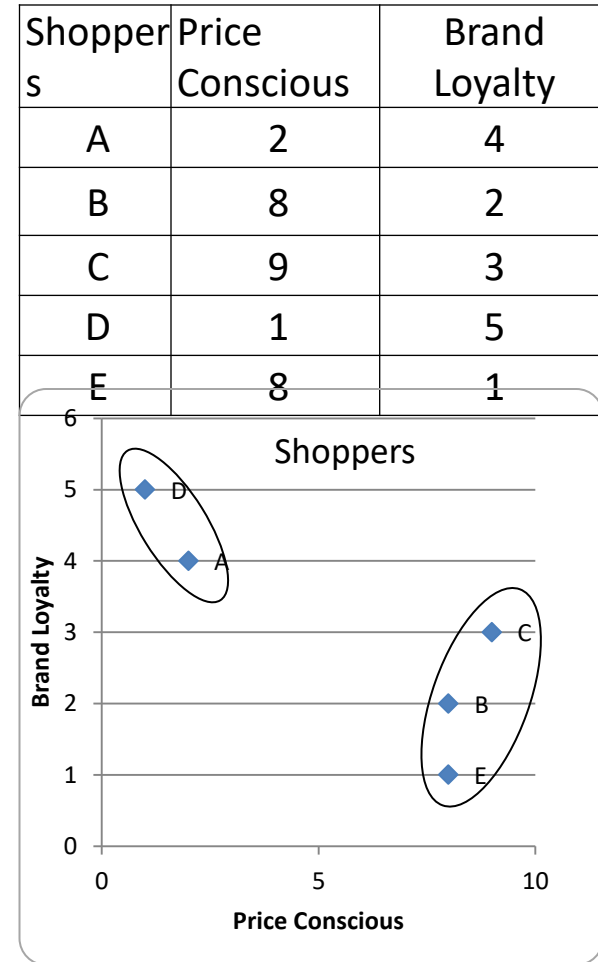 Shopper Price Brand
s Conscious Loyalty
A 2 4
B 8 2
C 9 3
D 1 5
E 8 1
Shoppers
6
5
4
3
2
1
0
D
A
C
B
E
Brand Loyalty
0 5 10
Price Conscious